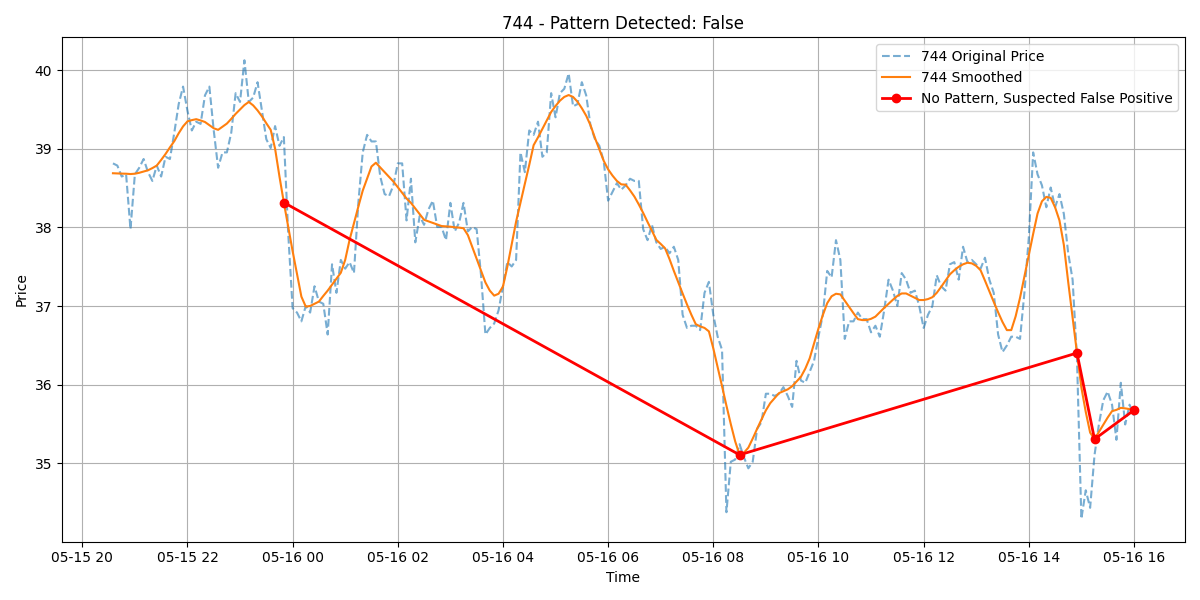 744 - Pattern Detected: False
744 Original Price
744 Smoothed
No Pattern, Suspected False Positive
Price
40
39
38
37
36
35
05-15 20 05-15 22 05-16 00 05-16 02 05-16 04 05-16 06 05-16 08 05-16 10 05-16 12 05-16 14 05-16 16
Time